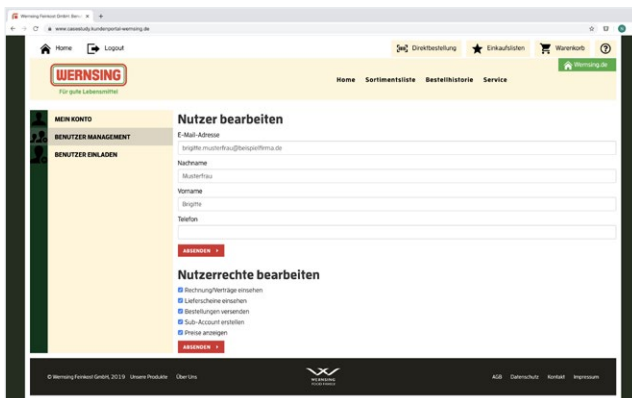 Wernsing Feinkost GmbH: Ben
www.casestudy.kundenportal-wernsing.de
Home Logout Direktbestellung Einkaufslisten Warenkorb ?
Wernsing.de
WERNSING
Für gute Lebensmittel
Home Sortimentsliste Bestellhistorie Service
MEIN KONTO
BENUTZER MANAGEMENT
BENUTZER EINLADEN
Nutzer bearbeiten
E-Mail-Adresse
brigitte.musterfrau@beispielfirma.de
Nachname
Musterfrau
Vorname
Brigitte
Telefon
ABSENDEN
Nutzerrechte bearbeiten
Rechnung/Verträge einsehen
Lieferscheine einsehen
Bestellungen versenden
Sub-Account erstellen
Preise anzeigen
ABSENDEN
© Wernsing Feinkost GmbH, 2019 Unsere Produkte Über Uns
WERNSING
FOOD FAMILY
AGB Datenschutz Kontakt Impressum